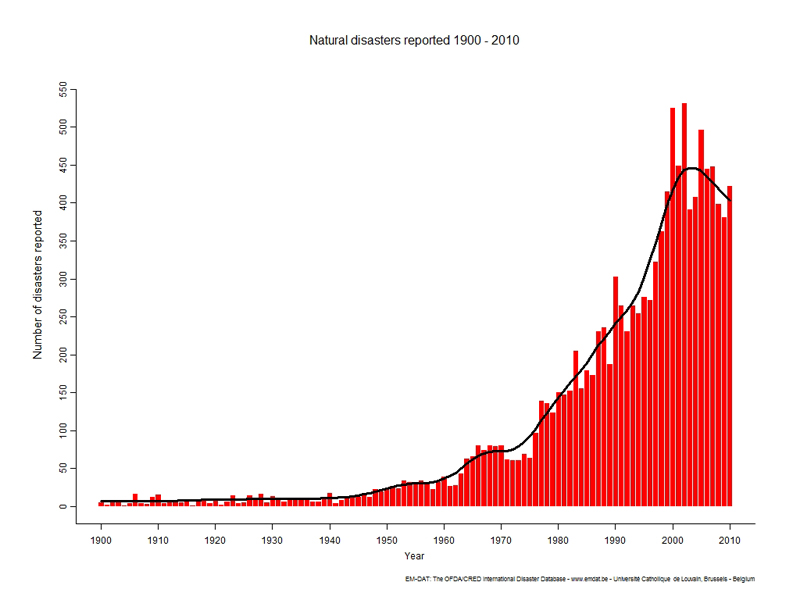 Natural disasters reported 1900 - 2010
Number of disasters reported
550
500
450
400
350
300
250
200
150
100
50
0
1900 1910 1920 1930 1940 1950 1960 1970 1980 1990 2000 2010
Year
EM-DAT: The OFDA/CRED International Disaster Database - www.emdat.be - Université Catholique de Louvain, Brussels - Belgium